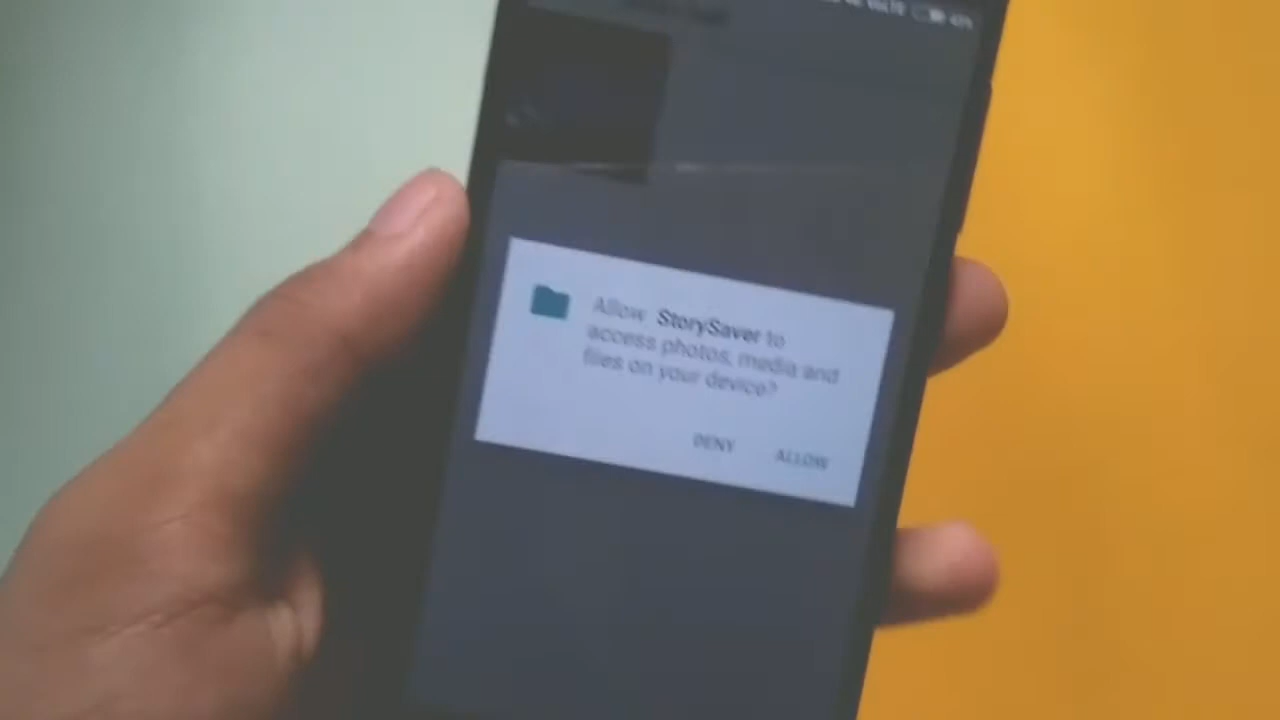 Allow StorySaver to
access photos, media and
files on your device?
DENY ALLOW